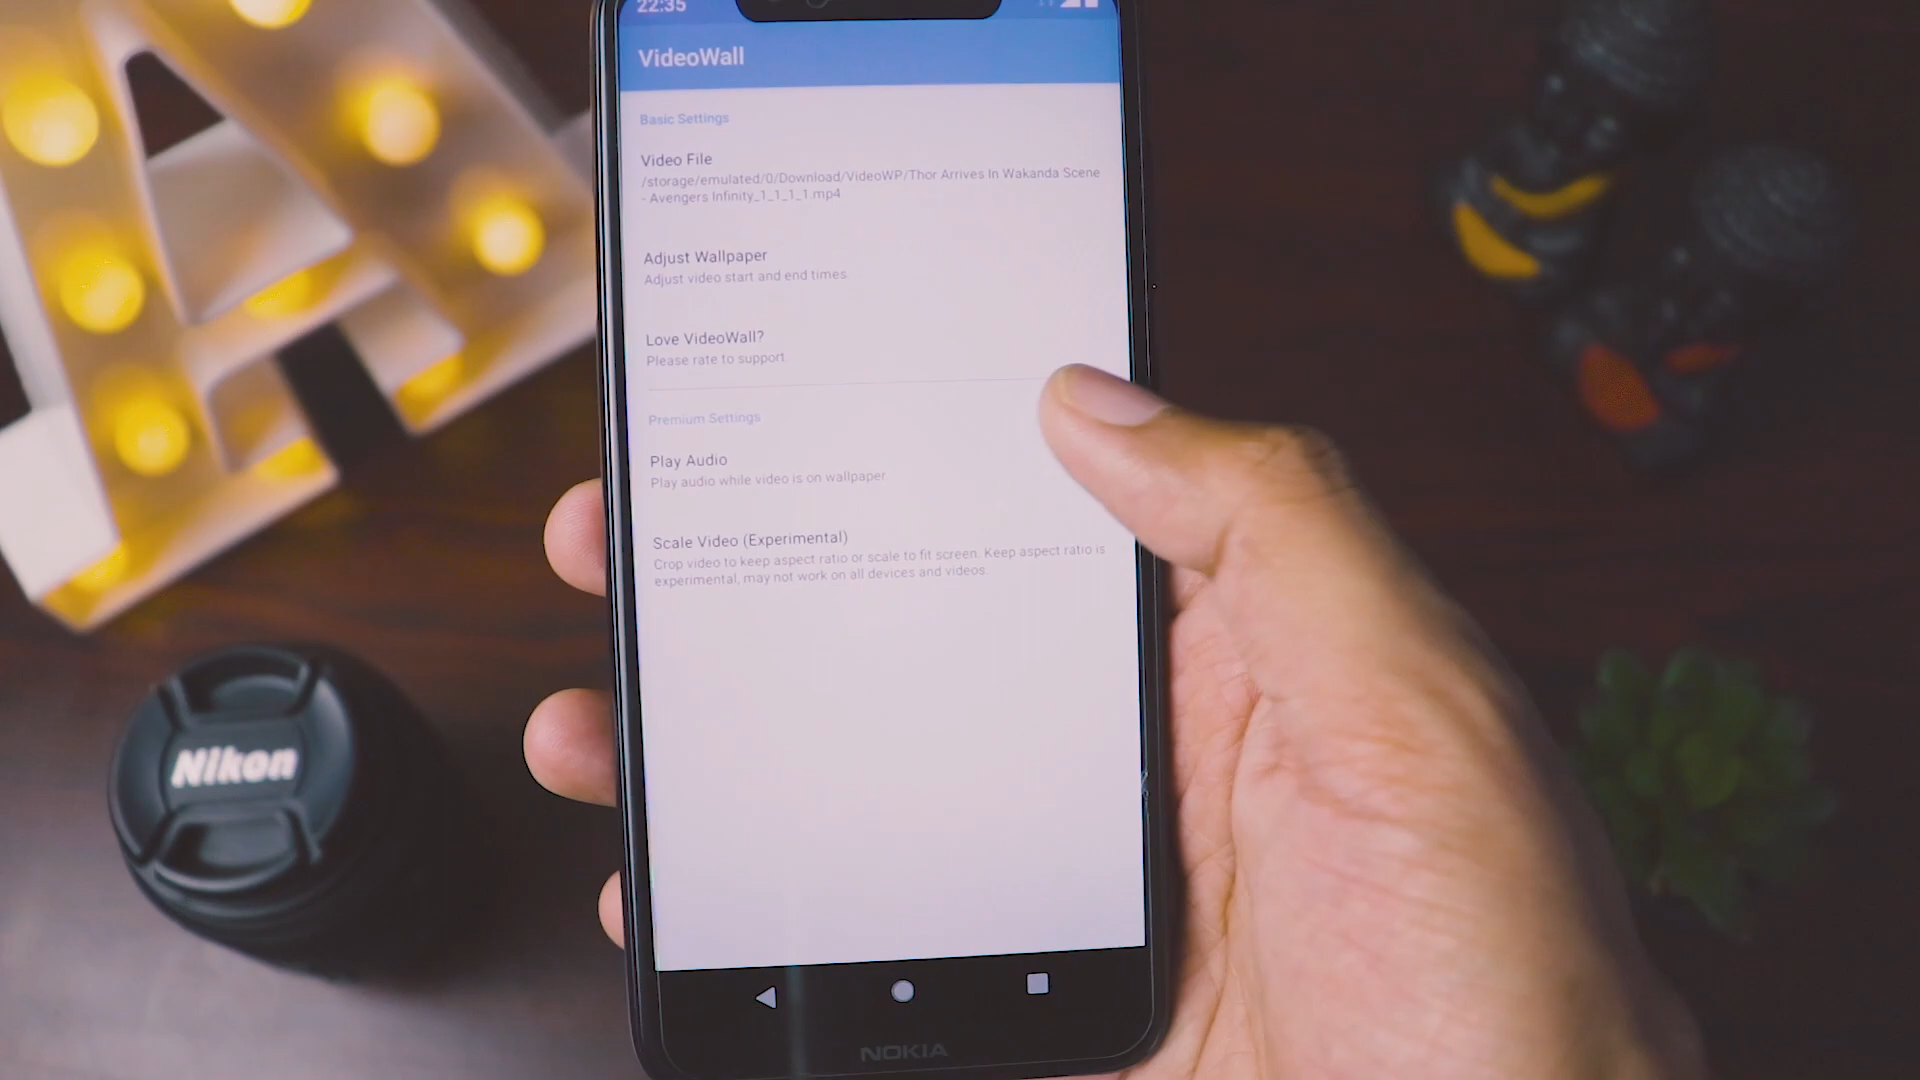 22:35
VideoWall
Basic Settings
Video File
/storage/emulated/0/Download/VideoWP/Thor Arrives In Wakanda Scene
- Avengers Infinity_1_1_1_1.mp4
Adjust Wallpaper
Adjust video start and end times.
Love VideoWall?
Please rate to support.
Premium Settings
Play Audio
Play audio while video is on wallpaper
Scale Video (Experimental)
Crop video to keep aspect ratio or scale to fit screen. Keep aspect ratio is
experimental, may not work on all devices and videos.
NOKIA
Nikon